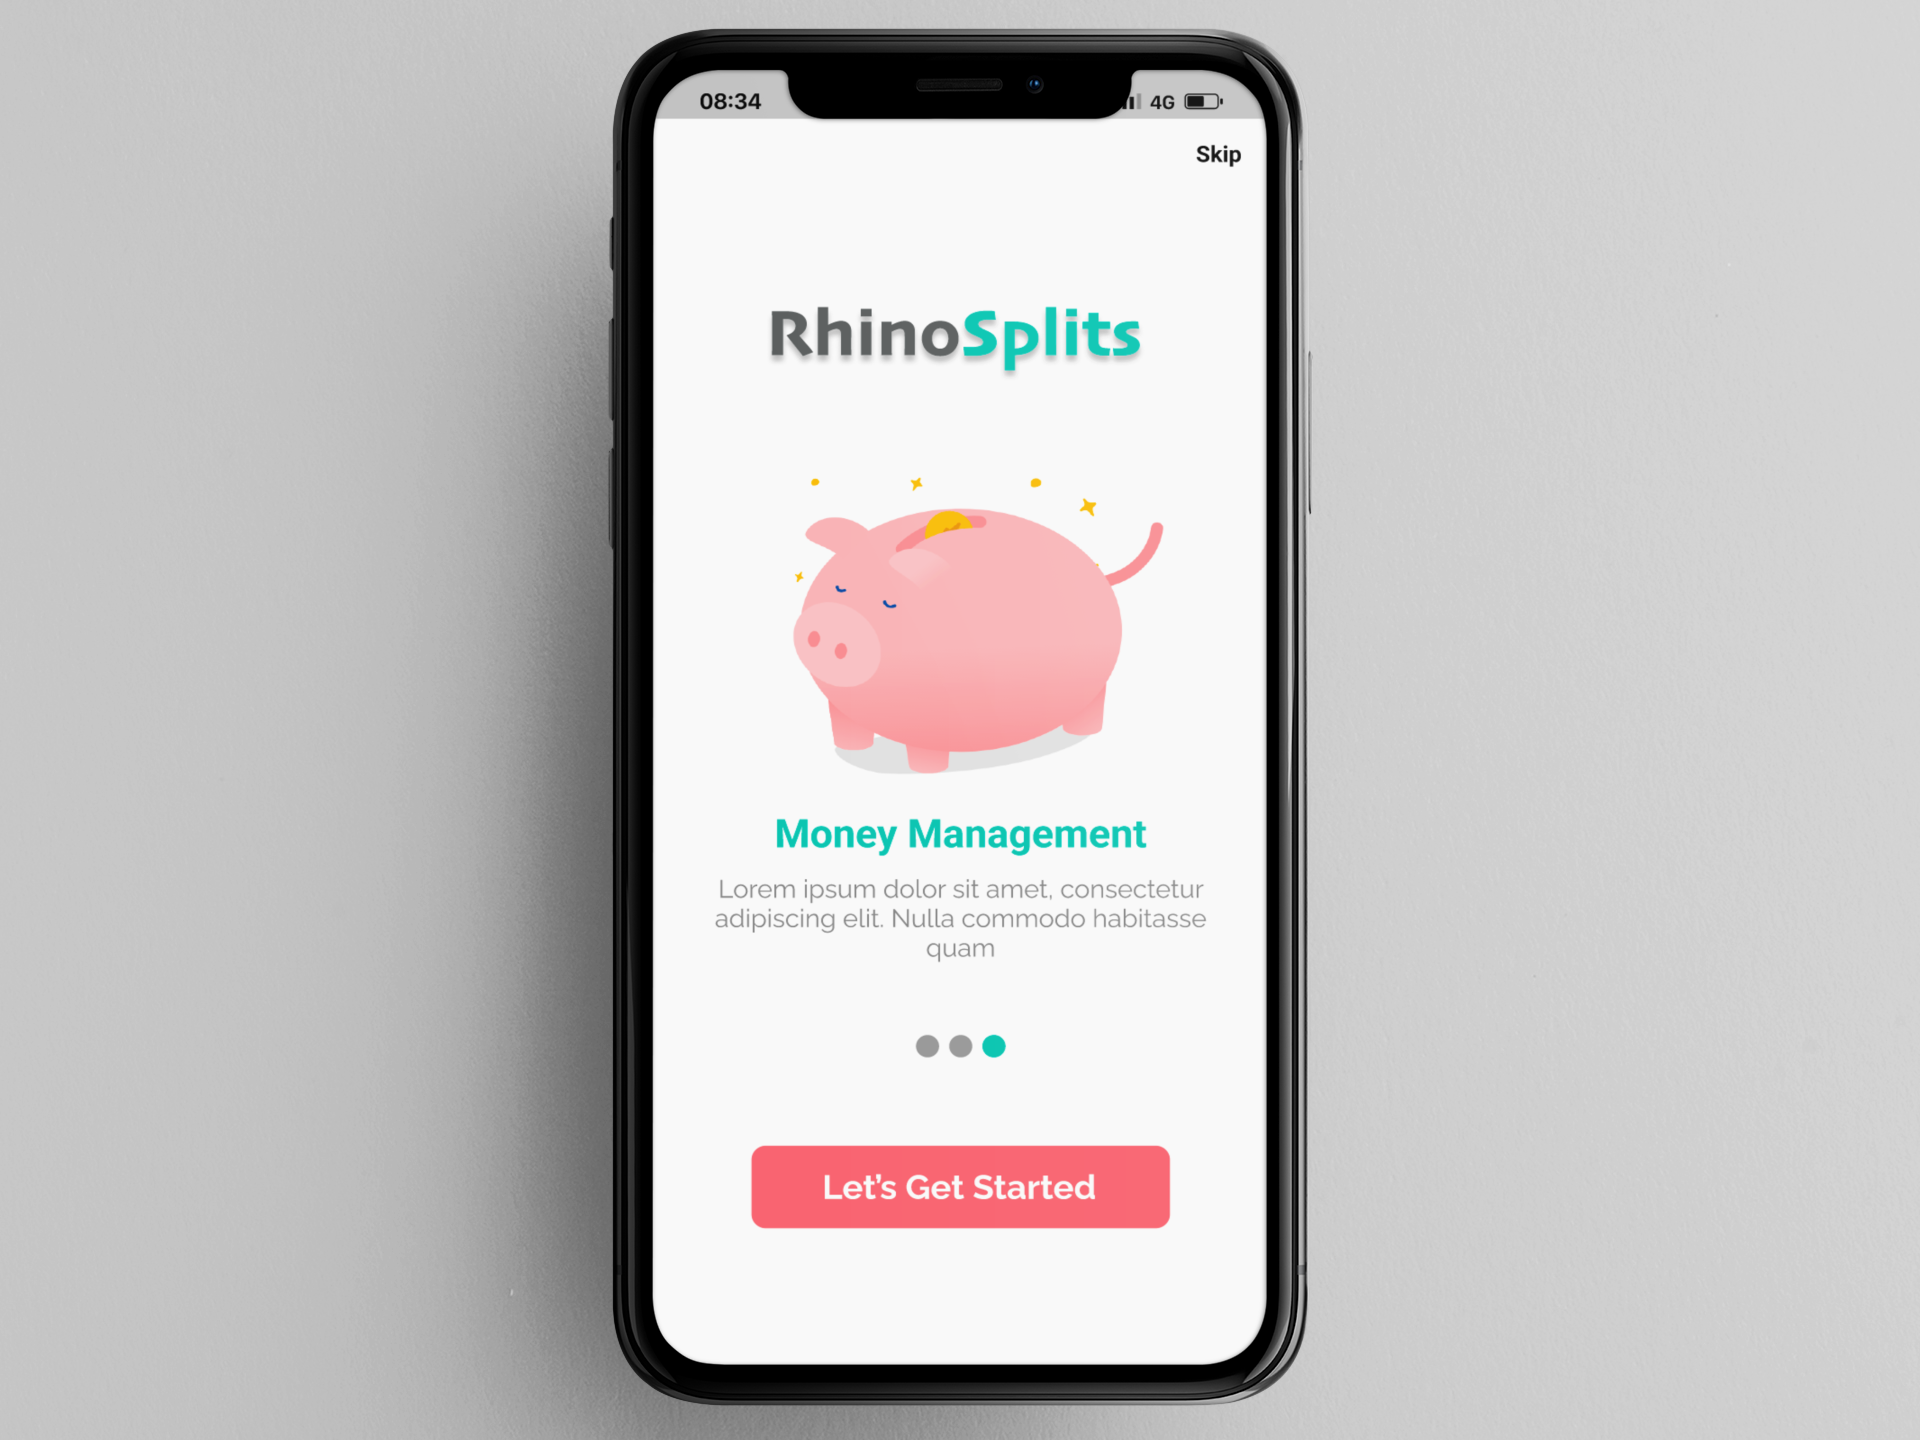 08:34
4G
Skip
RhinoSplits
Money Management
Lorem ipsum dolor sit amet, consectetur
adipiscing elit. Nulla commodo habitasse
quam
Let's Get Started